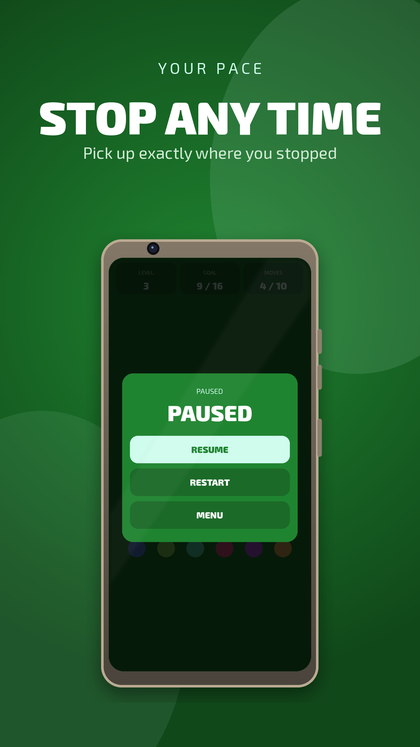 YOUR PACE
STOP ANY TIME
Pick up exactly where you stopped
3
9 / 16
4 / 10
PAUSED
PAUSED
RESUME
RESTART
MENU